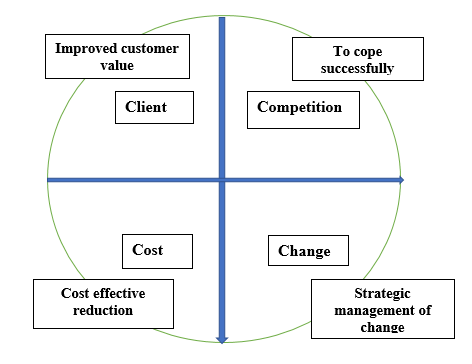 Improved customer
value
To cope
successfully
Client
Competition
Cost
Change
Cost effective
reduction
Strategic
management of
change